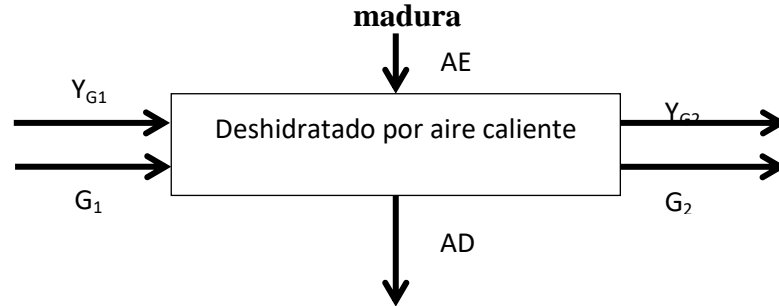 madura
AE
Y_G1
Deshidratado por aire caliente
Y_G2
G_1
G_2
AD